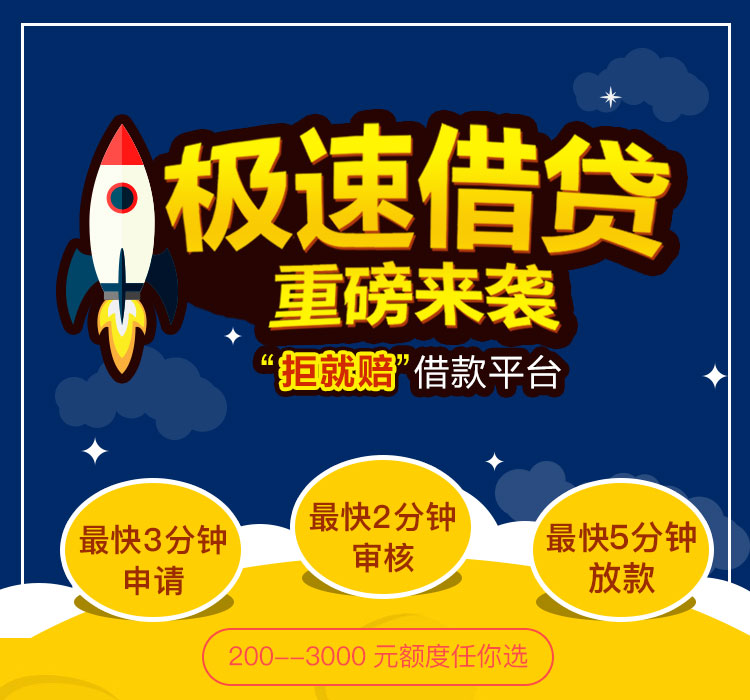 极速借贷
重磅来袭
“拒就赔”借款平台
最快3分钟
申请
最快2分钟
审核
最快5分钟
放款
200--3000 元额度任你选